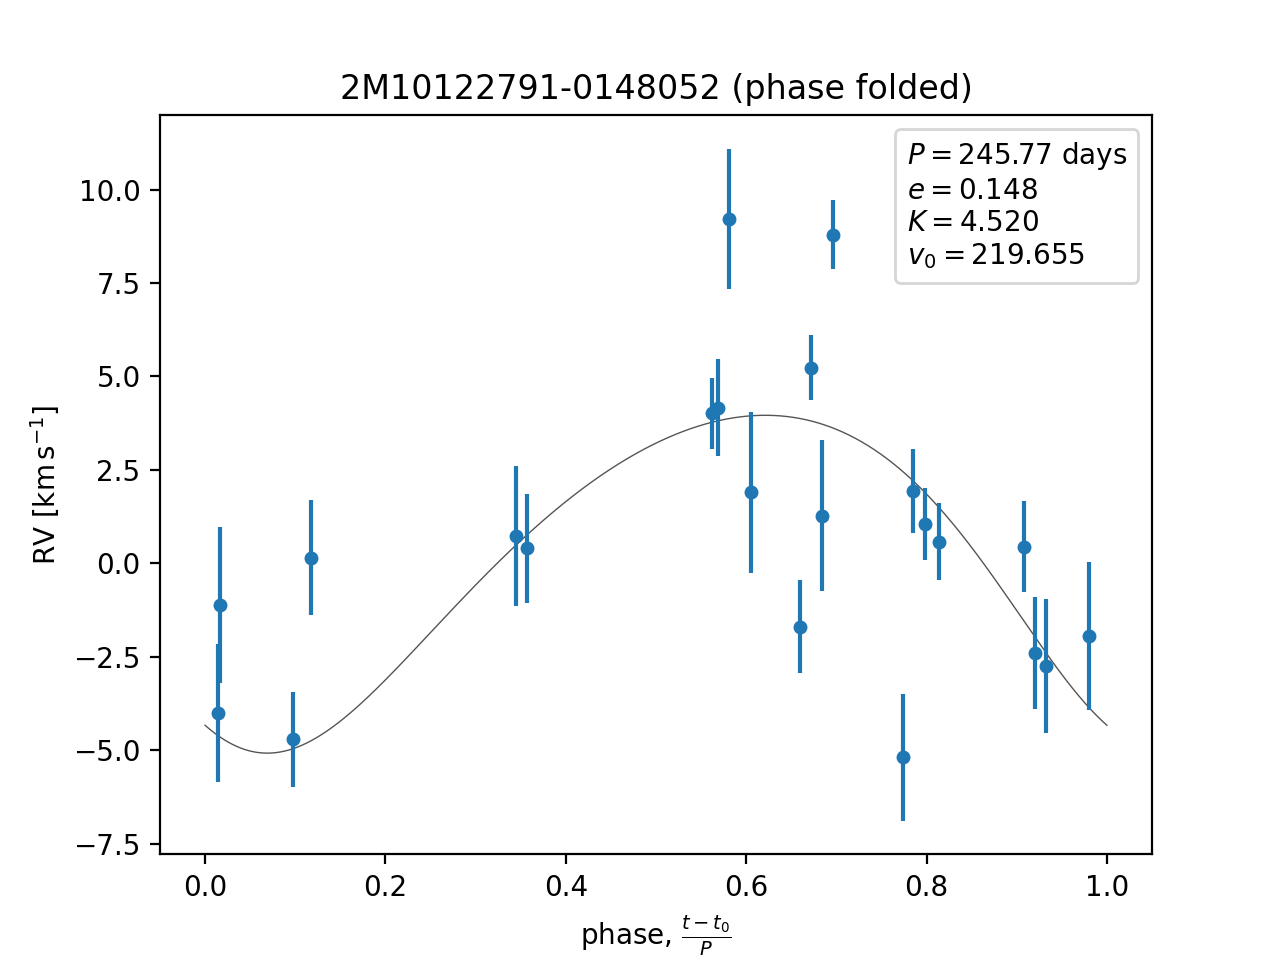 2M10122791-0148052 (phase folded)
P = 245.77 days
e = 0.148
K = 4.520
v₀ = 219.655
10.0
7.5
5.0
2.5
0.0
−2.5
−5.0
−7.5
RV [km s⁻¹]
0.0 0.2 0.4 0.6 0.8 1.0
phase, (t − t₀)/P